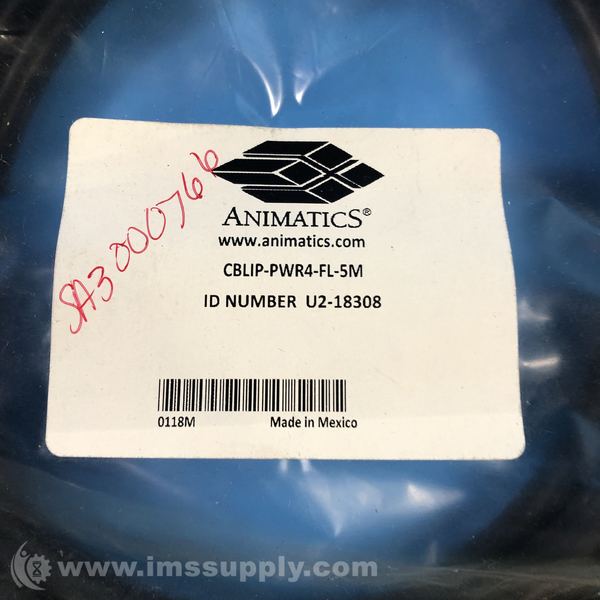 SA3000766
ANIMATICS®
www.animatics.com
CBLIP-PWR4-FL-5M
ID NUMBER U2-18308
0118M Made in Mexico
www.imssupply.com